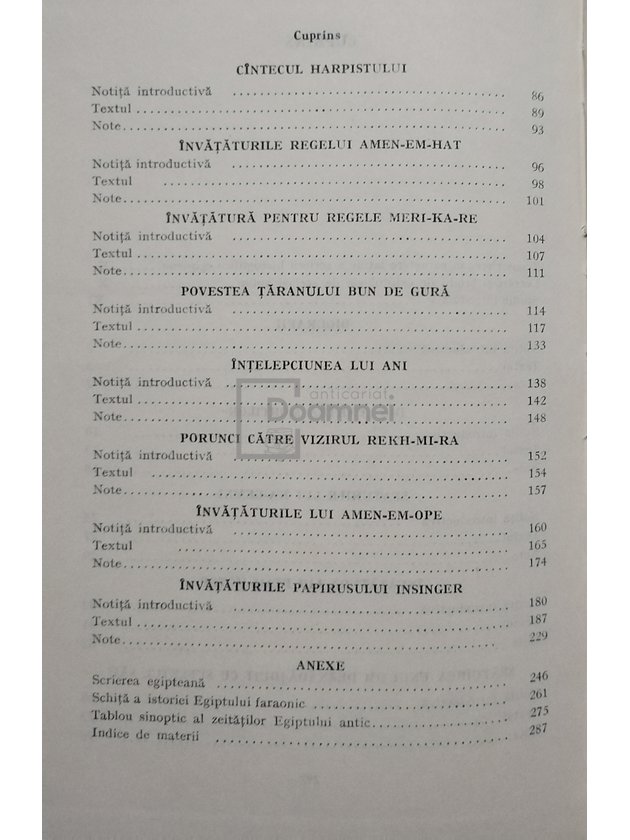 Cuprins
CÎNTECUL HARPISTULUI
Notiță introductivă .......... 86
Textul .......... 89
Note .......... 93
ÎNVĂȚĂTURILE REGELUI AMEN-EM-HAT
Notiță introductivă .......... 96
Textul .......... 98
Note .......... 101
ÎNVĂȚĂTURĂ PENTRU REGELE MERI-KA-RE
Notiță introductivă .......... 104
Textul .......... 107
Note .......... 111
POVESTEA ȚĂRANULUI BUN DE GURĂ
Notiță introductivă .......... 114
Textul .......... 117
Note .......... 133
ÎNȚELEPCIUNEA LUI ANI
Notiță introductivă .......... 138
anticariat
Textul .......... 142
Doamnei
Note .......... 148
PORUNCI CĂTRE VIZIRUL REKH-MI-RA
Notiță introductivă .......... 152
Textul .......... 154
Note .......... 157
ÎNVĂȚĂTURILE LUI AMEN-EM-OPE
Notiță introductivă .......... 160
Textul .......... 165
Note .......... 174
ÎNVĂȚĂTURILE PAPIRUSULUI INSINGER
Notiță introductivă .......... 180
Textul .......... 187
Note .......... 229
ANEXE
Scrierea egipteană .......... 246
Schiță a istoriei Egiptului faraonic .......... 261
Tablou sinoptic al zeităților Egiptului antic .......... 275
Indice de materii .......... 287